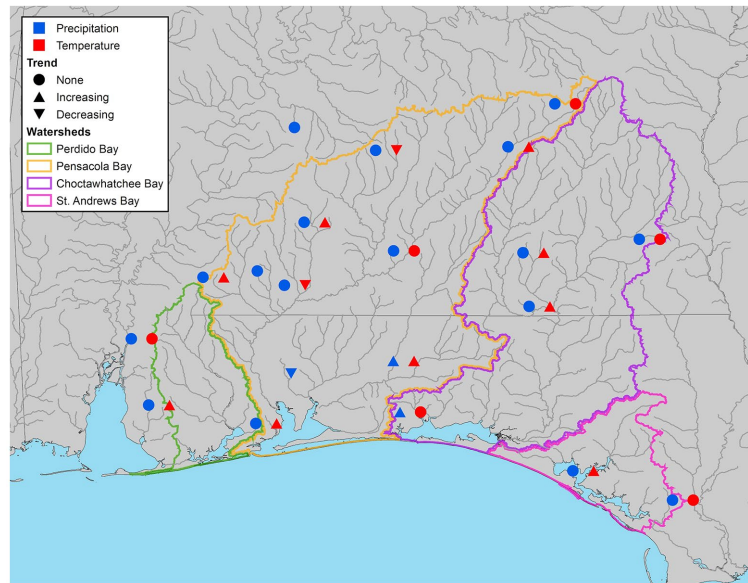 Precipitation
Temperature
Trend
None
Increasing
Decreasing
Watersheds
Perdido Bay
Pensacola Bay
Choctawhatchee Bay
St. Andrews Bay